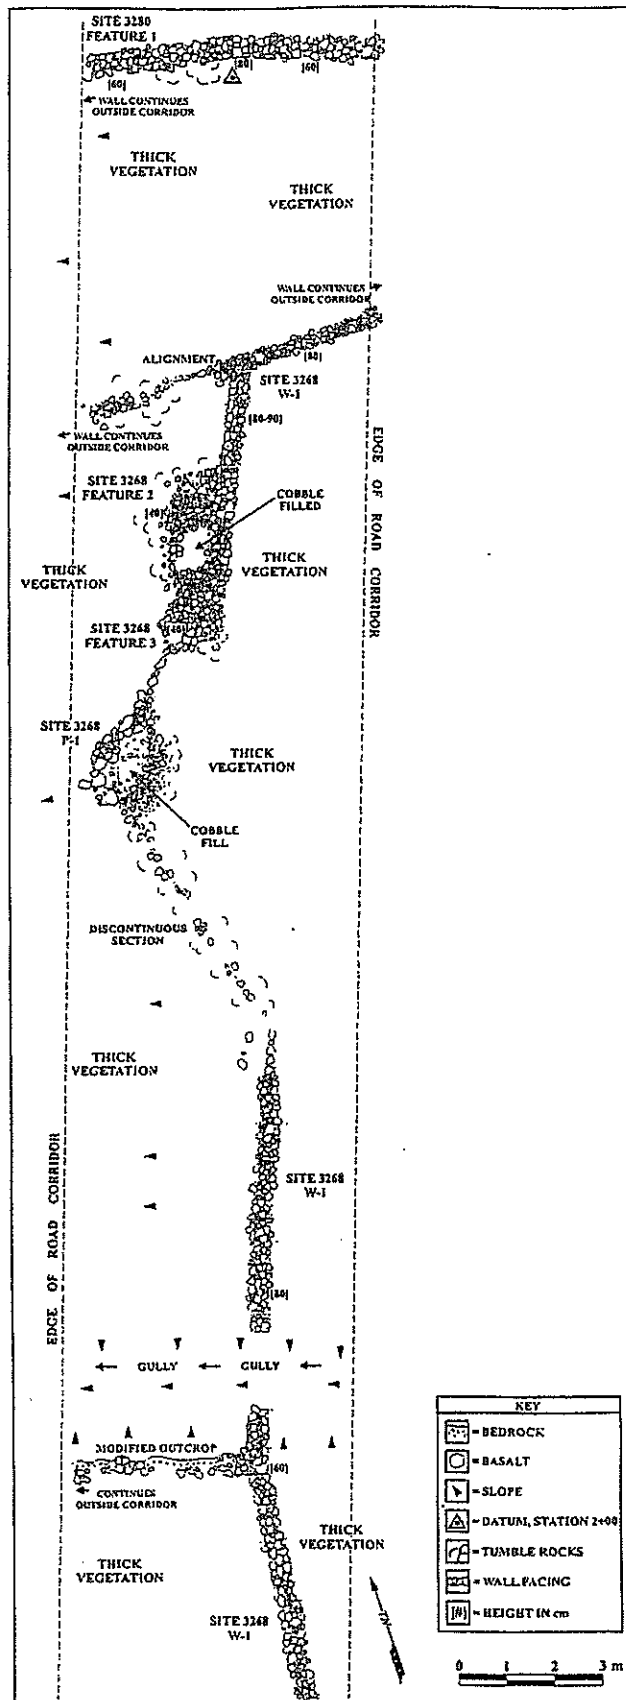 SITE 3280
FEATURE 1
[60]
[80]
[60]
WALL CONTINUES
OUTSIDE CORRIDOR
THICK
VEGETATION
THICK
VEGETATION
WALL CONTINUES
OUTSIDE CORRIDOR
[80]
ALIGNMENT
SITE 3268
W-1
[80-90]
WALL CONTINUES
OUTSIDE CORRIDOR
EDGE OF ROAD CORRIDOR
SITE 3268
FEATURE 2
[40]
COBBLE
FILLED
THICK
VEGETATION
THICK
VEGETATION
SITE 3268
FEATURE 3
[40]
SITE 3268
P-1
THICK
VEGETATION
COBBLE
FILL
DISCONTINUOUS
SECTION
THICK
VEGETATION
EDGE OF ROAD CORRIDOR
SITE 3268
W-1
[80]
GULLY
GULLY
MODIFIED OUTCROP
[60]
CONTINUES
OUTSIDE CORRIDOR
THICK
VEGETATION
THICK
VEGETATION
SITE 3268
W-1
TN
KEY
= BEDROCK
= BASALT
= SLOPE
= DATUM, STATION 2+00
= TUMBLE ROCKS
= WALL FACING
[#] = HEIGHT IN cm
0 1 2 3 m